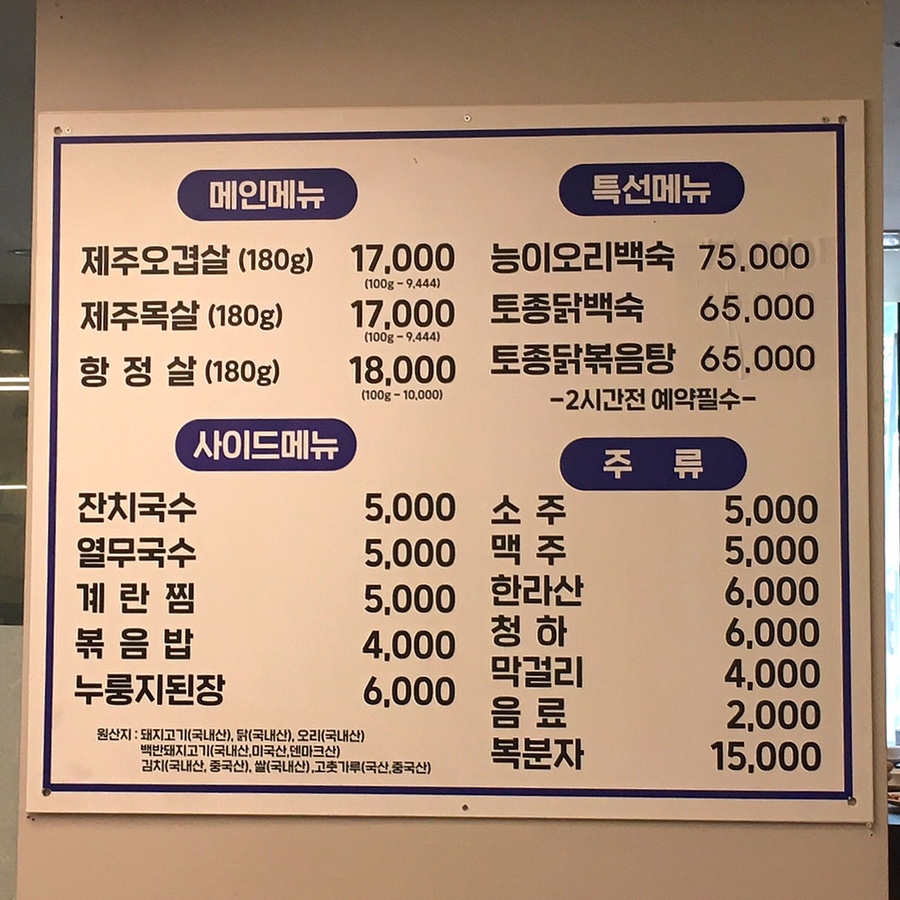 메인메뉴
제주오겹살 (180g) 17,000
(100g - 9,444)
제주목살 (180g) 17,000
(100g - 9,444)
항 정 살 (180g) 18,000
(100g - 10,000)
사이드메뉴
잔치국수 5,000
열무국수 5,000
계 란 찜 5,000
볶 음 밥 4,000
누룽지된장 6,000
원산지 : 돼지고기(국내산), 닭(국내산), 오리(국내산)
백반돼지고기(국내산,미국산,덴마크산)
김치(국내산, 중국산), 쌀(국내산),고춧가루(국산,중국산)
특선메뉴
능이오리백숙 75.000
토종닭백숙 65.000
토종닭볶음탕 65,000
-2시간전 예약필수-
주 류
소 주 5,000
맥 주 5,000
한라산 6,000
청 하 6,000
막걸리 4,000
음 료 2,000
복분자 15,000